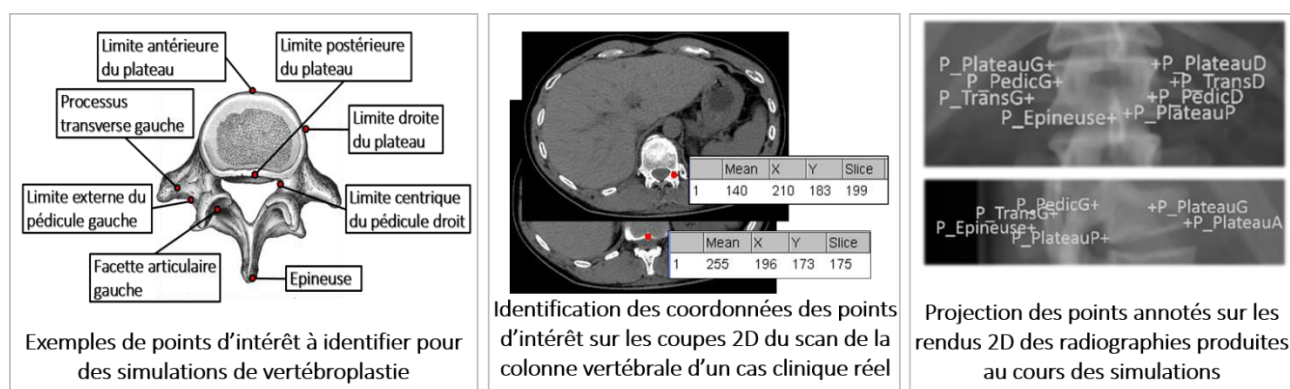 Limite antérieure
du plateau
Limite postérieure
du plateau
Processus
transverse gauche
Limite droite
du plateau
Limite externe du
pédicule gauche
Limite centrique
du pédicule droit
Facette articulaire
gauche
Epineuse
Exemples de points d'intérêt à identifier pour
des simulations de vertébroplastie
Mean X Y Slice
1 140 210 183 199
Mean X Y Slice
1 255 196 173 175
Identification des coordonnées des points
d'intérêt sur les coupes 2D du scan de la
colonne vertébrale d'un cas clinique réel
P_PlateauG+ +P_PlateauD
P_PedicG+ +P_TransD
P_TransG+ +P_PedicD
P_Epineuse+ +P_PlateauP
P_PedicG+ +P_PlateauG
P_TransG+
P_Epineuse+ +P_PlateauA
P_PlateauP+
Projection des points annotés sur les
rendus 2D des radiographies produites
au cours des simulations